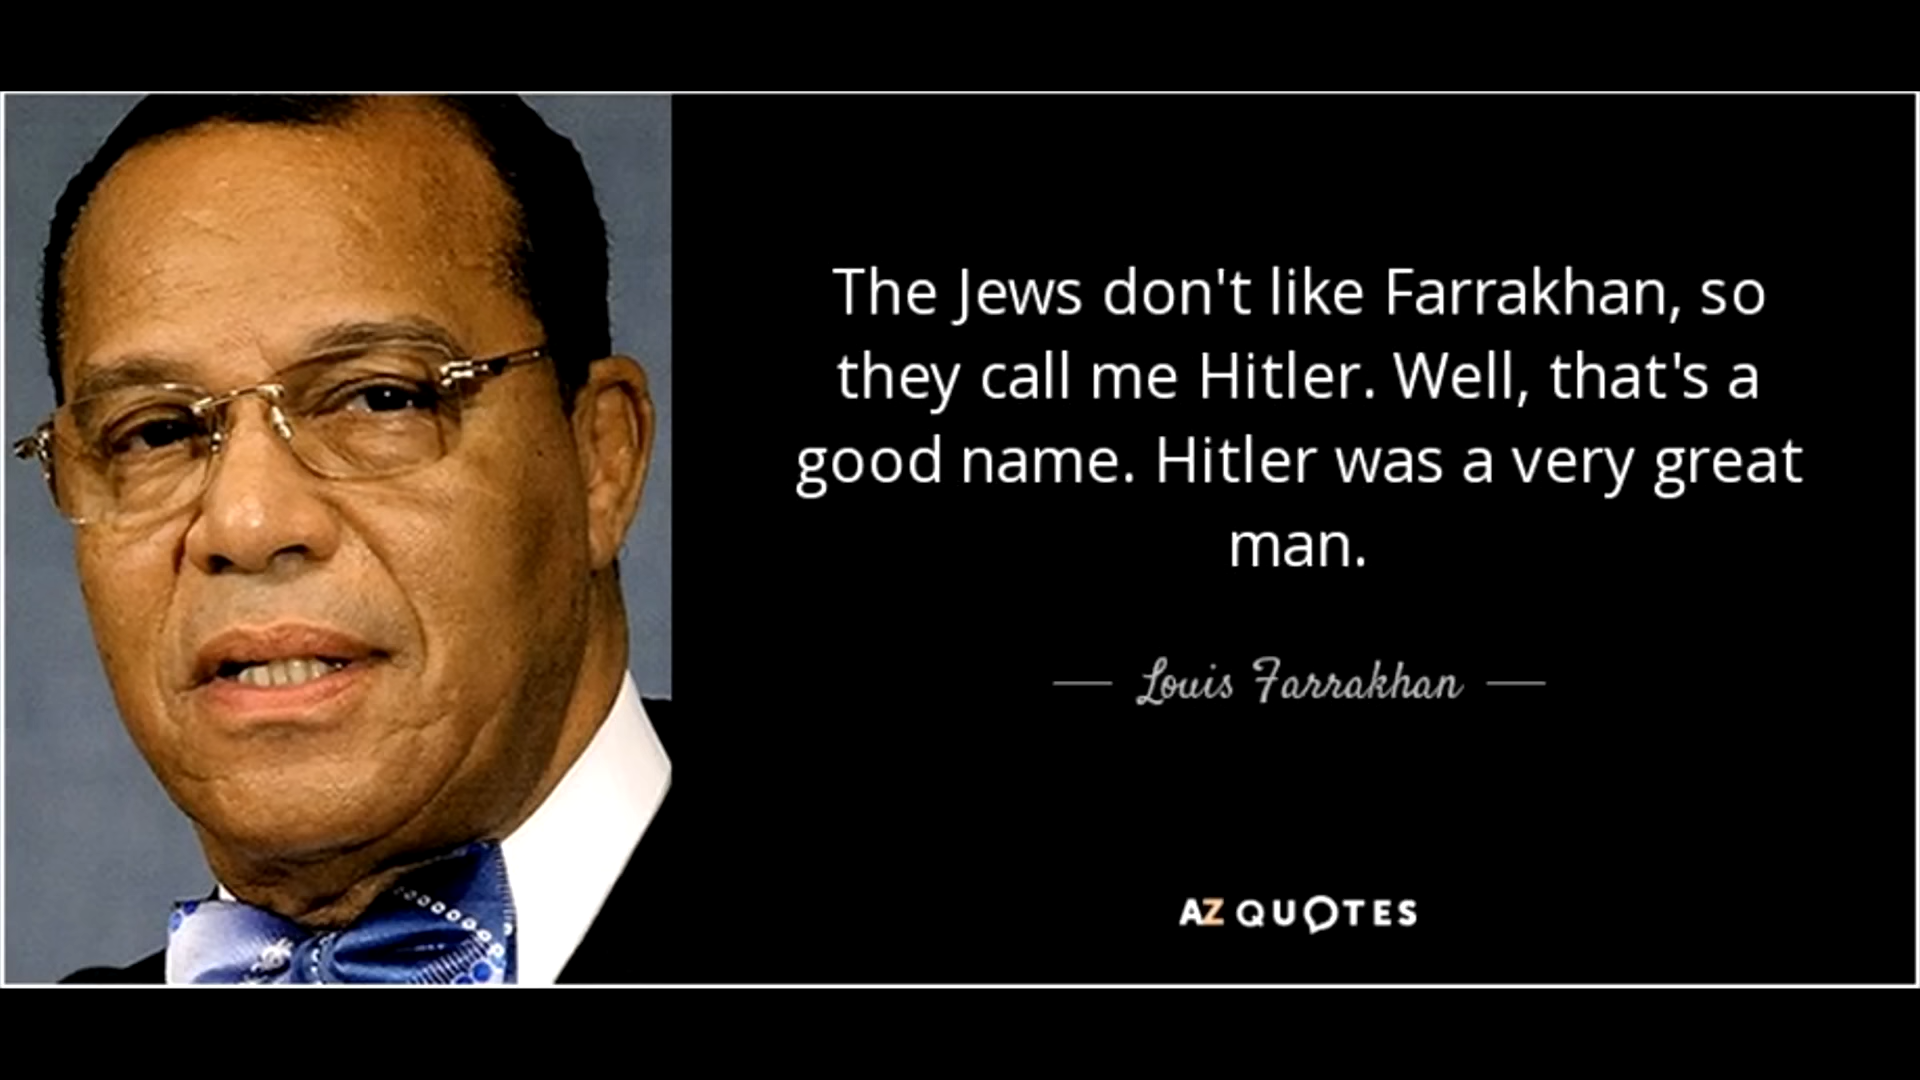 The Jews don't like Farrakhan, so
they call me Hitler. Well, that's a
good name. Hitler was a very great
man.
Louis Farrakhan
AZ QUOTES